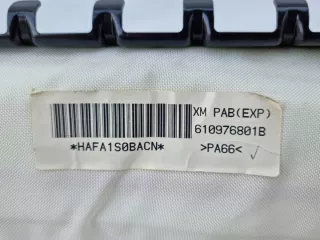 XM PAB(EXP)
610976801B
*HAFA1S0BACN*
>PA66<